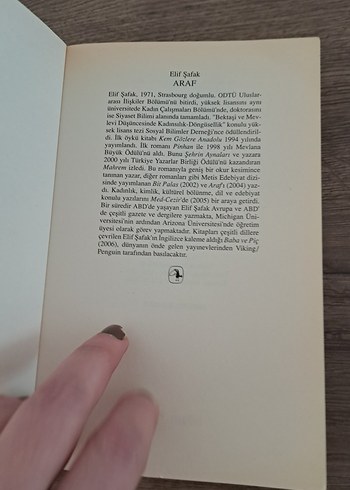 Elif Şafak
ARAF
Elif Şafak, 1971, Strasbourg doğumlu. ODTÜ Uluslar-
arası İlişkiler Bölümü'nü bitirdi, yüksek lisansını aynı
üniversitede Kadın Çalışmaları Bölümü'nde, doktorasını
ise Siyaset Bilimi alanında tamamladı. "Bektaşi ve Mev-
levi Düşüncesinde Kadınsılık-Döngüsellik" konulu yük-
sek lisans tezi Sosyal Bilimler Derneği'nce ödüllendiril-
di. İlk öykü kitabı Kem Gözlere Anadolu 1994 yılında
yayımlandı. İlk romanı Pinhan ile 1998 yılı Mevlana
Büyük Ödülü'nü aldı. Bunu Şehrin Aynaları ve yazara
2000 yılı Türkiye Yazarlar Birliği Ödülü'nü kazandıran
Mahrem izledi. Bu romanıyla geniş bir okur kesimince
tanınan yazar, diğer romanları gibi Metis Edebiyat dizi-
sinde yayımlanan Bit Palas (2002) ve Araf'ı (2004) yaz-
dı. Kadınlık, kimlik, kültürel bölünme, dil ve edebiyat
konulu yazılarını Med-Cezir'de (2005) bir araya getirdi.
Bir süredir ABD'de yaşayan Elif Şafak Avrupa ve ABD'
de çeşitli gazete ve dergilere yazmakta, Michigan Üni-
versitesi'nin ardından Arizona Üniversitesi'nde öğretim
üyesi olarak görev yapmaktadır. Kitapları çeşitli dillere
çevrilen Elif Şafak'ın İngilizce kaleme aldığı Baba ve Piç
(2006), dünyanın önde gelen yayınevlerinden Viking/
Penguin tarafından basılacaktır.